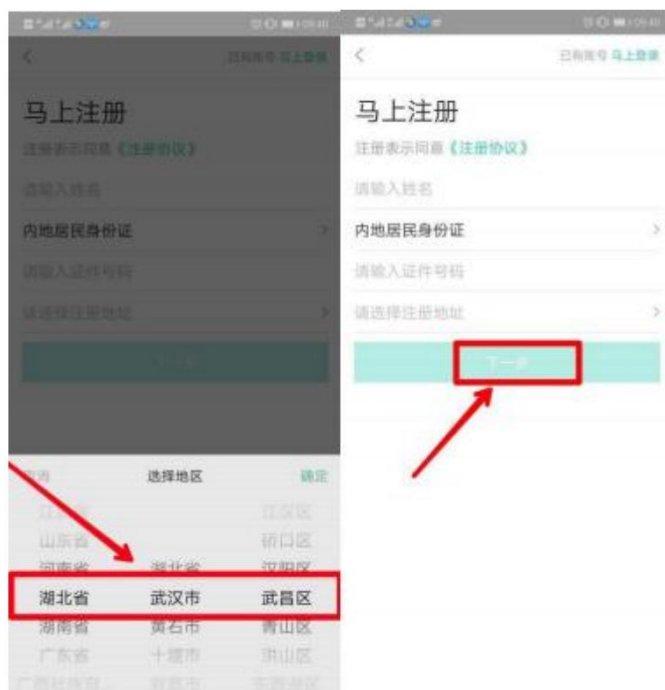 已有账号 马上登录
马上注册
注册表示同意《注册协议》
请输入姓名
内地居民身份证
请输入证件号码
请选择注册地址
选择地区
确定
江汉区
山东省 硚口区
河南省 湖北省 汉阳区
湖北省 武汉市 武昌区
湖南省 黄石市 青山区
广东省 十堰市 洪山区
已有账号 马上登录
马上注册
注册表示同意《注册协议》
请输入姓名
内地居民身份证
请输入证件号码
请选择注册地址
下一步